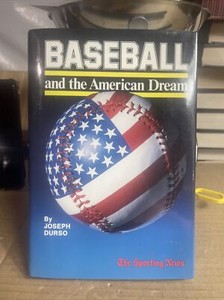 BASEBALL
and the American Dream
By
JOSEPH
DURSO
The Sporting News